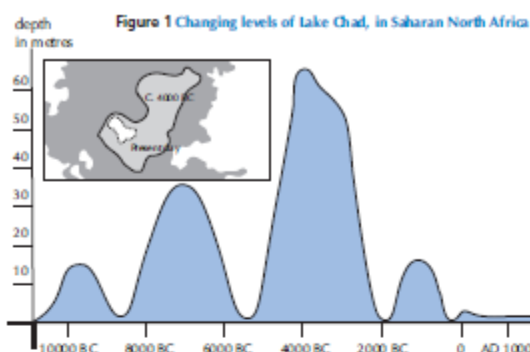 Figure 1 Changing levels of Lake Chad, in Saharan North Africa
depth
in metres
60
50
40
30
20
10
C. 4000 BC
Present day
10000 BC 8000 BC 6000 BC 4000 BC 2000 BC 0 AD 1000